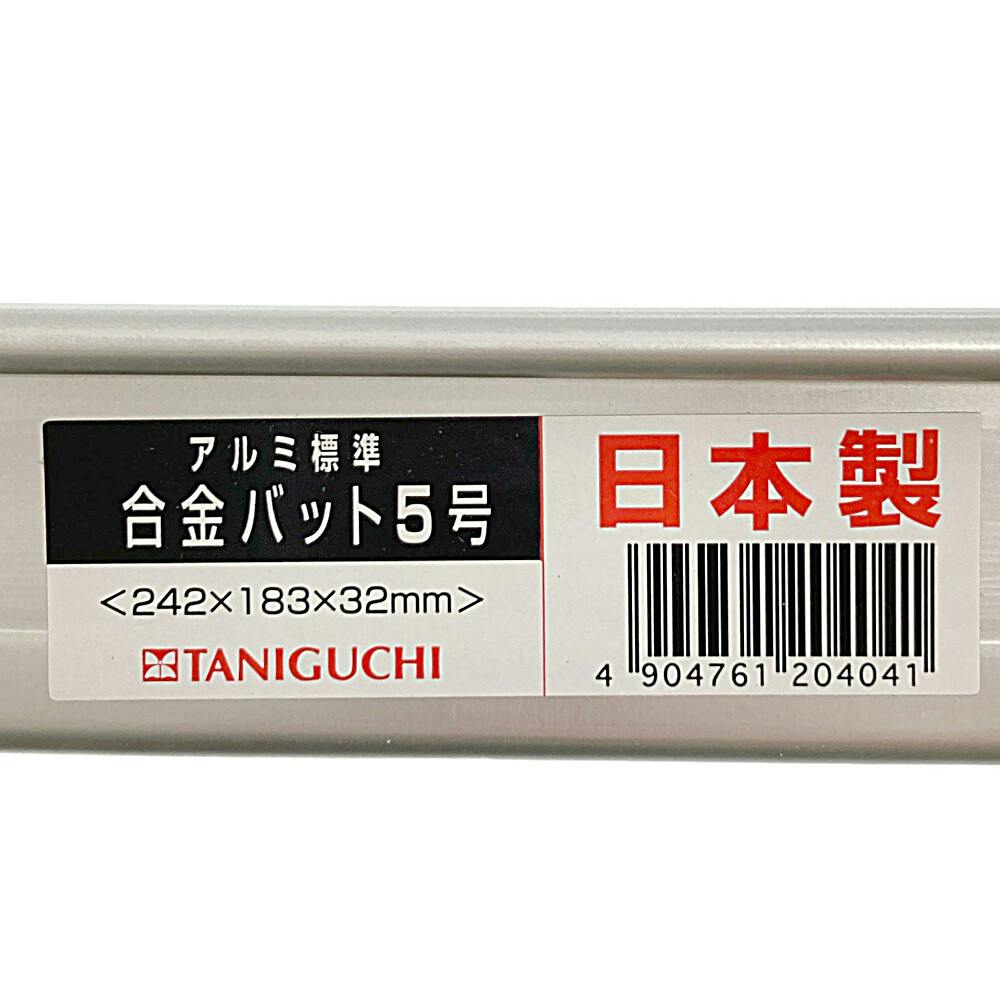 アルミ標準
合金バット5号
<242×183×32mm>
TANIGUCHI
日本製
4 904761 204041